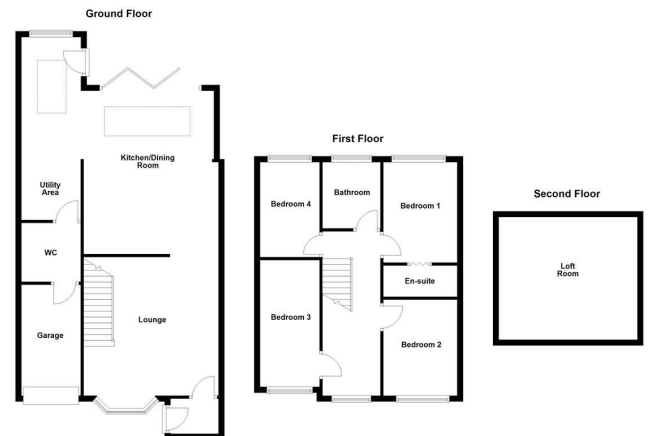 Ground Floor
Kitchen/Dining
Room
Utility
Area
WC
Garage
Lounge
First Floor
Bedroom 4
Bathroom
Bedroom 1
En-suite
Bedroom 3
Bedroom 2
Second Floor
Loft
Room